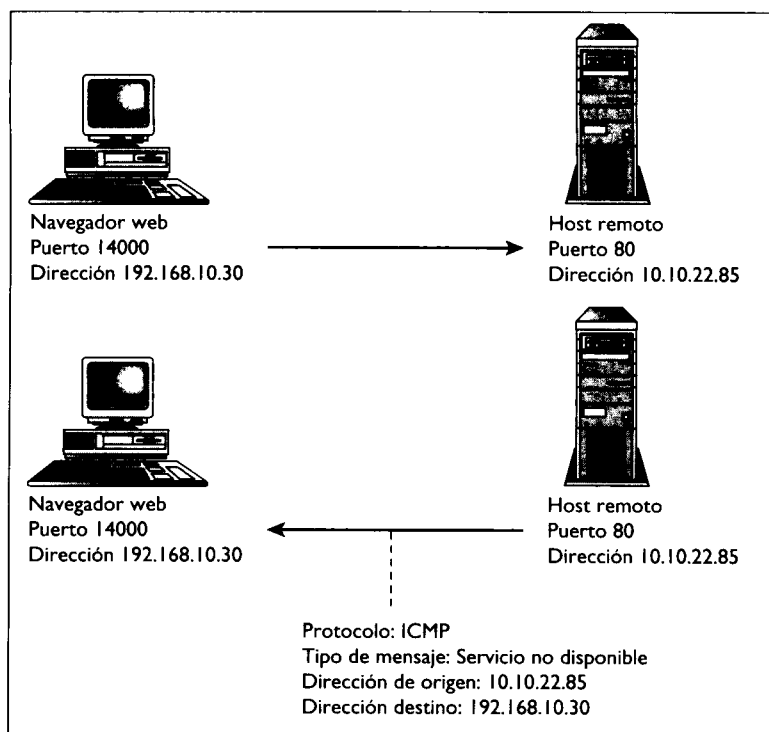 Navegador web
Puerto 14000
Dirección 192.168.10.30
Host remoto
Puerto 80
Dirección 10.10.22.85
Navegador web
Puerto 14000
Dirección 192.168.10.30
Host remoto
Puerto 80
Dirección 10.10.22.85
Protocolo: ICMP
Tipo de mensaje: Servicio no disponible
Dirección de origen: 10.10.22.85
Dirección destino: 192.168.10.30